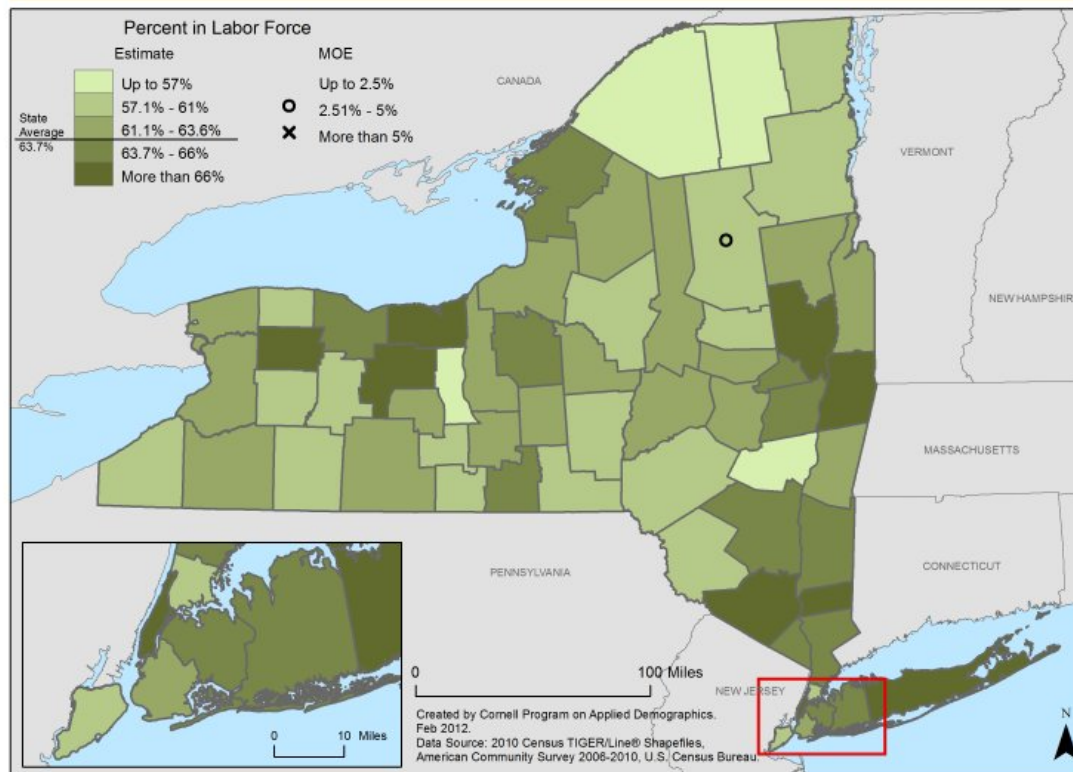 Percent in Labor Force
Estimate
MOE
Up to 57%
Up to 2.5%
57.1% - 61%
2.51% - 5%
State
Average
61.1% - 63.6%
More than 5%
63.7%
63.7% - 66%
More than 66%
CANADA
VERMONT
NEW HAMPSHIRE
MASSACHUSETTS
PENNSYLVANIA
CONNECTICUT
0 100 Miles
NEW JERSEY
0 10 Miles
Created by Cornell Program on Applied Demographics.
Feb 2012.
Data Source: 2010 Census TIGER/Line® Shapefiles,
American Community Survey 2006-2010, U.S. Census Bureau.
N